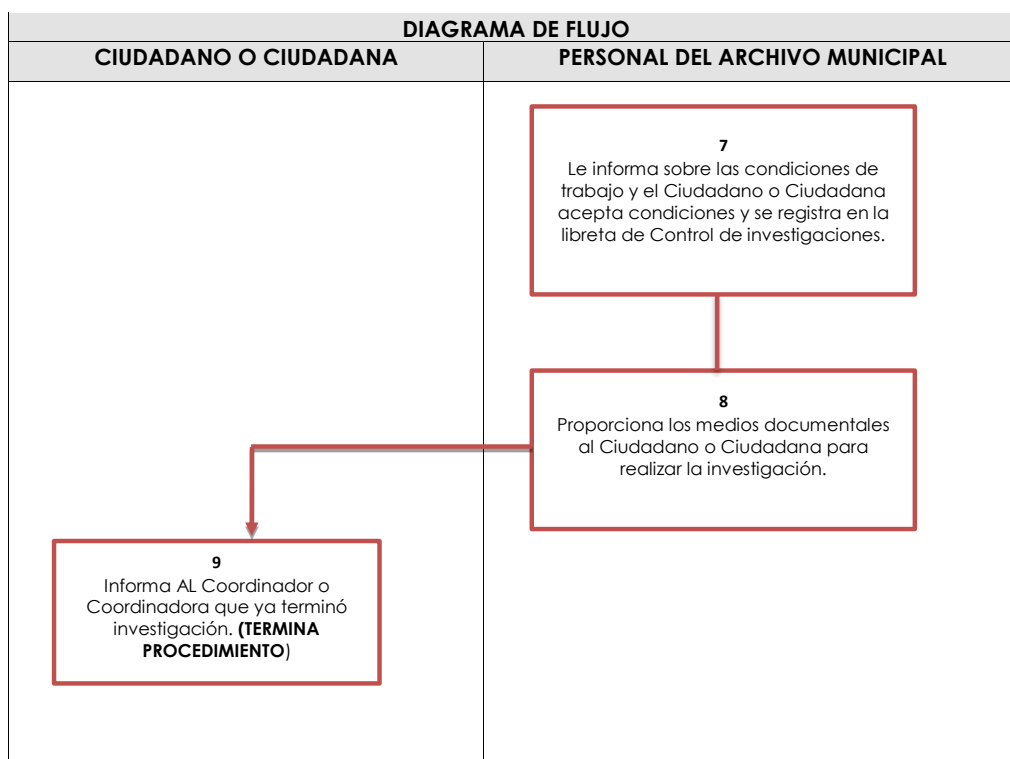 DIAGRAMA DE FLUJO
CIUDADANO O CIUDADANA
PERSONAL DEL ARCHIVO MUNICIPAL
7
Le informa sobre las condiciones de
trabajo y el Ciudadano o Ciudadana
acepta condiciones y se registra en la
libreta de Control de investigaciones.
8
Proporciona los medios documentales
al Ciudadano o Ciudadana para
realizar la investigación.
9
Informa AL Coordinador o
Coordinadora que ya terminó
investigación. (TERMINA
PROCEDIMIENTO)